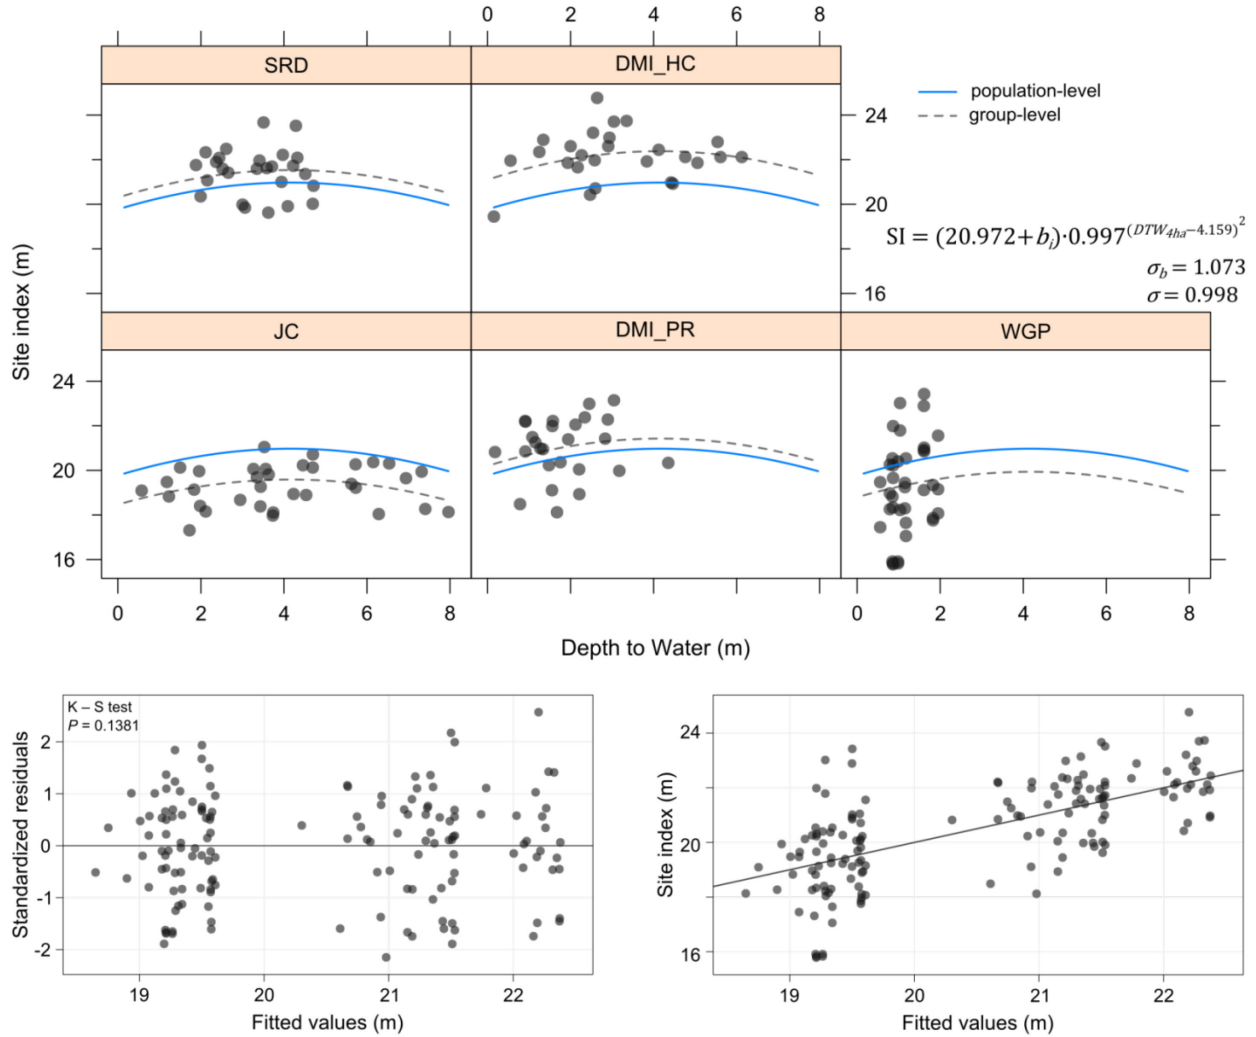 0 2 4 6 8
SRD DMI_HC
population-level
group-level
24
20
16
SI = (20.972+bᵢ)·0.997^(DTW₄ₕₐ−4.159)²
σ_b = 1.073
σ = 0.998
Site index (m)
JC DMI_PR WGP
24
20
16
0 2 4 6 8 0 2 4 6 8
Depth to Water (m)
K – S test
P = 0.1381
Standardized residuals
2
1
0
-1
-2
19 20 21 22
Fitted values (m)
Site index (m)
24
20
16
19 20 21 22
Fitted values (m)